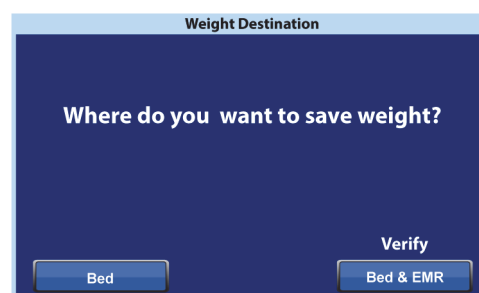 Weight Destination
Where do you want to save weight?
Verify
Bed
Bed & EMR